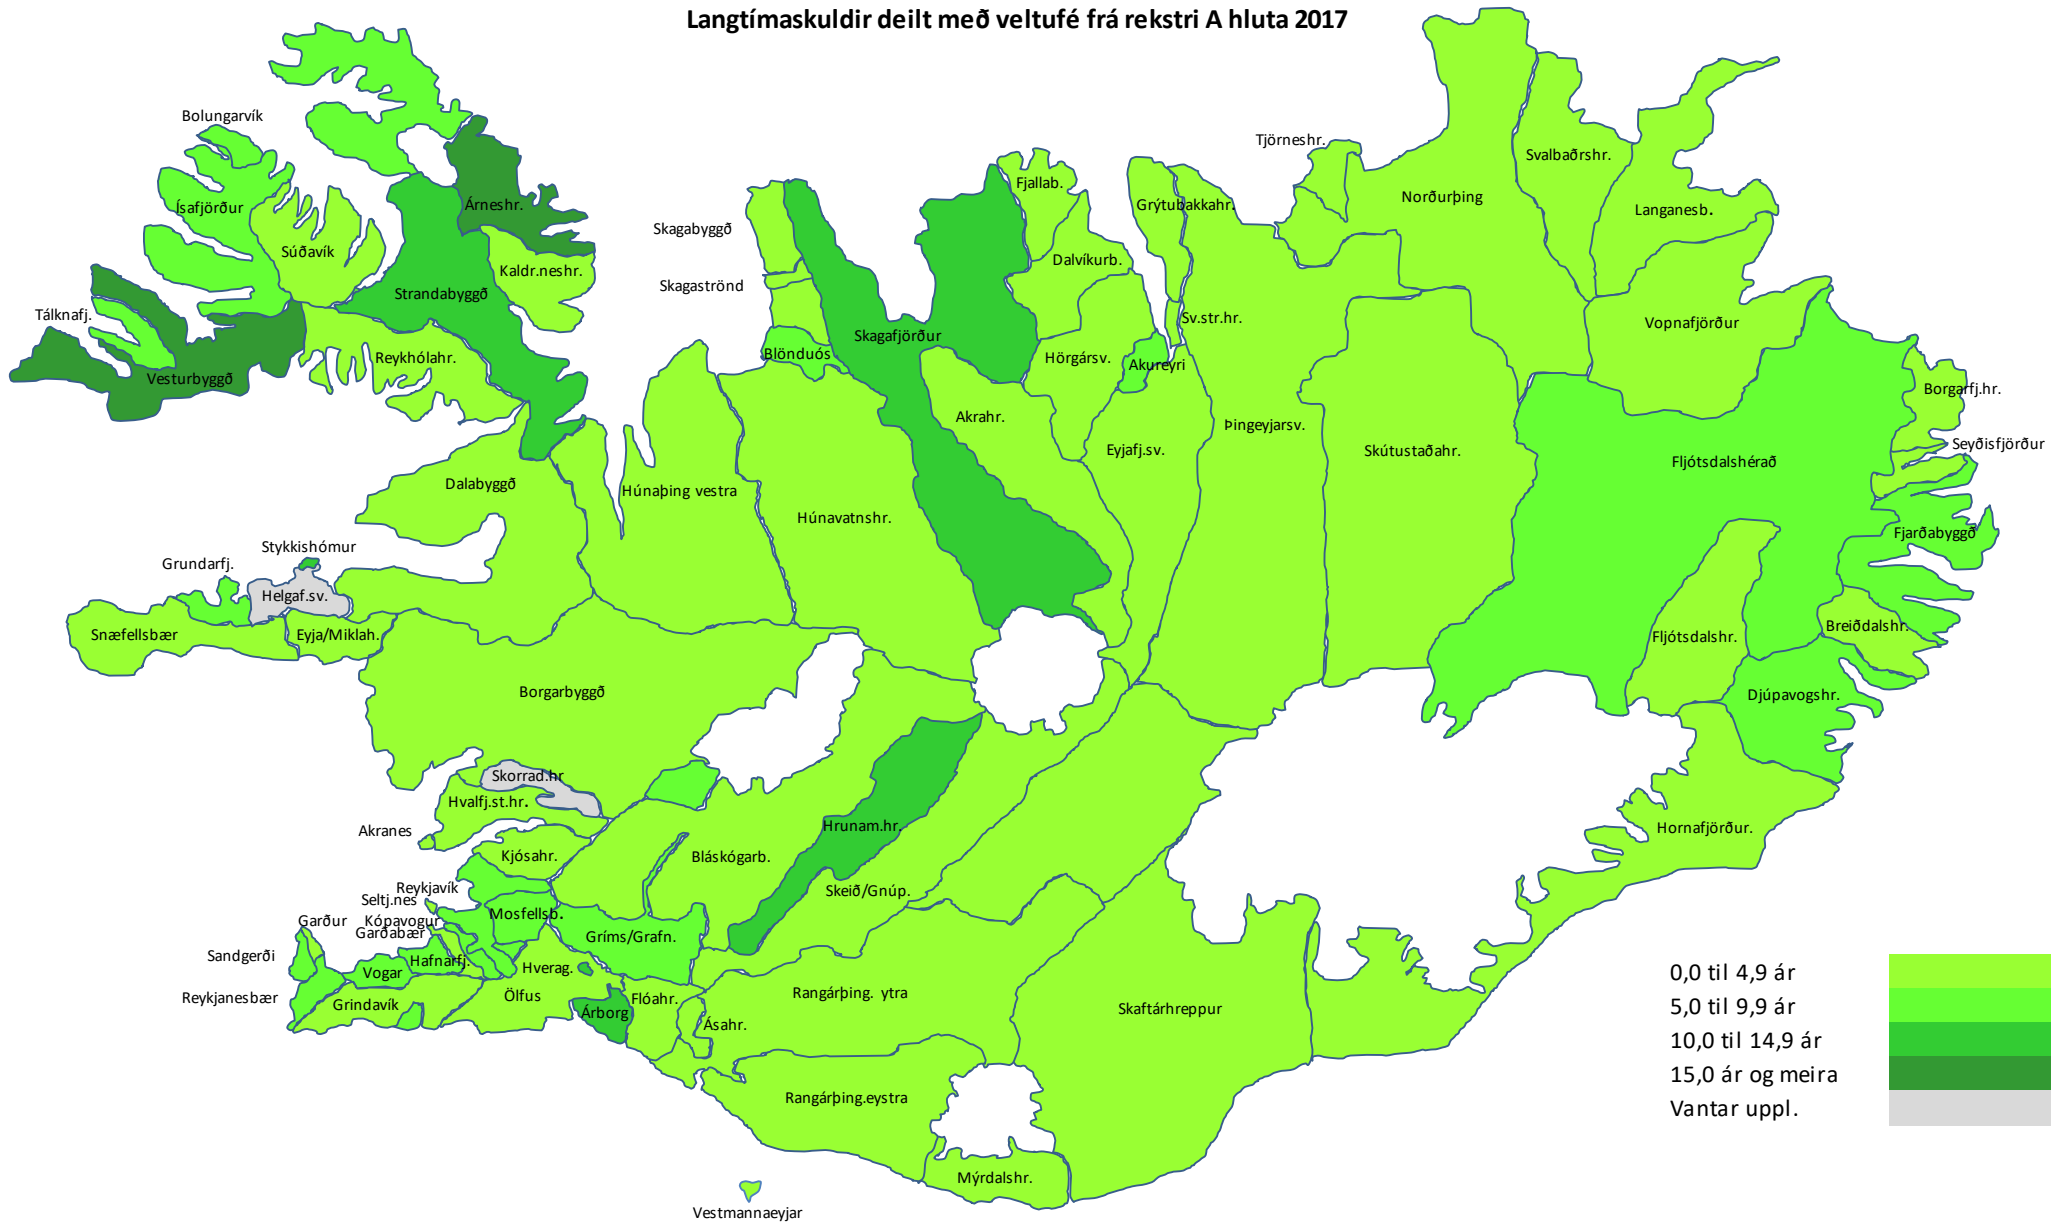 Langtímaskuldir deilt með veltufé frá rekstri A hluta 2017
Bolungarvík
Tjörneshr.
Svalbaðrshr.
Fjallab.
Norðurþing
Ísafjörður
Árneshr.
Grýtubakkahr.
Langanesb.
Skagabyggð
Súðavík
Kaldr.neshr.
Dalvíkurb.
Skagaströnd
Strandabyggð
Tálknafj.
Sv.str.hr.
Vopnafjörður
Skagafjörður
Blönduós
Reykhólahr.
Hörgársv.
Akureyri
Vesturbyggð
Borgarfj.hr.
Akrahr.
Þingeyjarsv.
Seyðisfjörður
Eyjafj.sv.
Skútustaðahr.
Fljótsdalshérað
Dalabyggð
Húnaþing vestra
Húnavatnshr.
Fjarðabyggð
Stykkishómur
Grundarfj.
Helgaf.sv.
Snæfellsbær
Eyja/Miklah.
Fljótsdalshr.
Breiðdalshr.
Borgarbyggð
Djúpavogshr.
Skorrad.hr
Hvalfj.st.hr.
Akranes
Hrunam.hr.
Hornafjörður.
Kjósahr.
Bláskógarb.
Reykjavík
Skeið/Gnúp.
Seltj.nes
Mosfellsb.
Garður
Kópavogur
Garðabær
Gríms/Grafn.
Sandgerði
Hafnarfj.
Vogar
Hverag.
0,0 til 4,9 ár
Reykjanesbær
Grindavík
Ölfus
Flóahr.
Rangárþing. ytra
5,0 til 9,9 ár
Árborg
Ásahr.
Skaftárhreppur
10,0 til 14,9 ár
15,0 ár og meira
Rangárþing.eystra
Vantar uppl.
Mýrdalshr.
Vestmannaeyjar